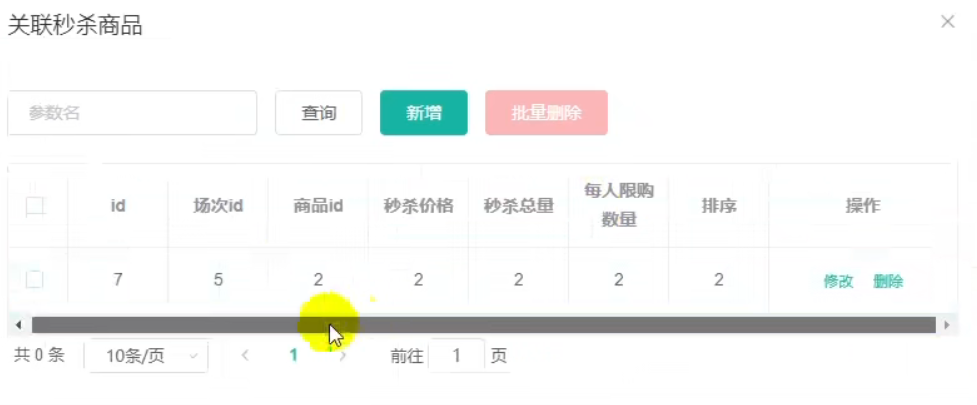 关联秒杀商品
参数名 查询 新增 批量删除
id 场次id 商品id 秒杀价格 秒杀总量 每人限购 排序 操作
数量
7 5 2 2 2 2 2 修改 删除
共 0 条 10条/页 1 前往 1 页